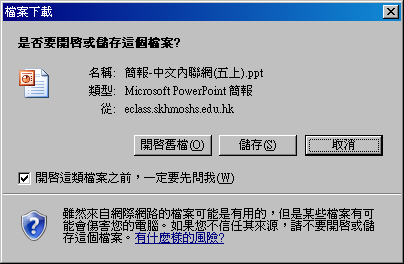 檔案下載
是否要開啓或儲存這個檔案?
名稱: 簡報-中文內聯網(五上).ppt
類型: Microsoft PowerPoint 簡報
從: eclass.skhmoshs.edu.hk
開啓舊檔(O) 儲存(S) 取消
開啓這類檔案之前，一定要先問我(W)
雖然來自網際網路的檔案可能是有用的，但是某些檔案有可
能會傷害您的電腦。如果您不信任其來源，請不要開啓或儲
存這個檔案。有什麼樣的風險?